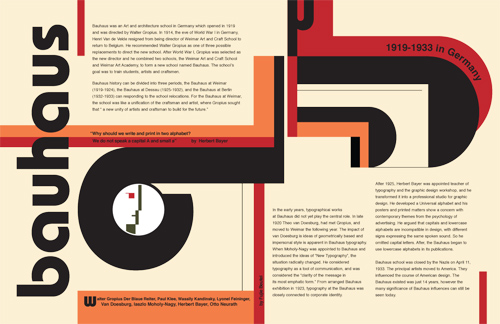 bauhaus
Bauhaus was an Art and architecture school in Germany which opened in 1919
and was directed by Walter Gropius. In 1914, the eve of World War I in Germany,
Henri Van der Velde resigned from being director of Weimar Art and Craft School to
return to Belgium. He recommended Walter Gropius as one of three possible
replacements to direct the new school. After World War I, Gropius was selected as
the new director and he combined two schools, the Weimar Art and Craft School
and Weimar Art Academy, to form a new school named Bauhaus. The school's
goal was to train students, artists and craftsmen.
Bauhaus history can be divided into three periods, the Bauhaus at Weimar
(1919-1924), the Bauhaus at Dessau (1925-1932), and the Bauhaus at Berlin
(1932-1933) can responding to the school relocations. For the Bauhaus at Weimar,
the school was like a unification of the craftsman and artist, where Gropius sought
that " a new unity of artists and craftsman to build for the future."
"Why should we write and print in two alphabet?
We do not speak a capital A and small a" by Herbert Bayer
1919-1933 in Germany
In the early years, typographical works
at Bauhaus did not yet play the central role. In late
1920 Theo van Doesburg, had met Gropius, and
moved to Weimar the following year. The impact of
van Doesburg is ideas of geometrically based and
impersonal style is apparent in Bauhaus typography.
When Moholy-Nagy was appointed to Bauhaus and
introduced the ideas of "New Typography", the
situation radically changed. He considered
typography as a tool of communication, and was
considered the "clarity of the message in
its most emphatic form." From arranged Bauhaus
exhibition in 1923, typography at the Bauhaus was
closely connected to corporate identity.
After 1925, Herbert Bayer was appointed teacher of
typography and the graphic design workshop, and he
transformed it into a professional studio for graphic
design. He developed a Universal alphabet and his
posters and printed matters show a concern with
contemporary themes from the psychology of
advertising. He argued that capitals and lowercase
alphabets are incompatible in design, with different
signs expressing the same spoken sound. So he
omitted capital letters. After, the Bauhaus began to
use lowercase alphabets in its publications.
Bauhaus school was closed by the Nazis on April 11,
1933. The principal artists moved to America. They
influenced the course of American design. The
Bauhaus existed was just 14 years, however the
many significance of Bauhaus influences can still be
seen today.
Walter Gropius Der Blaue Reiter, Paul Klee, Wassily Kandinsky, Lyonel Feininger,
Van Doesburg, laszlo Moholy-Nagy, Herbert Bayer, Otto Neurath